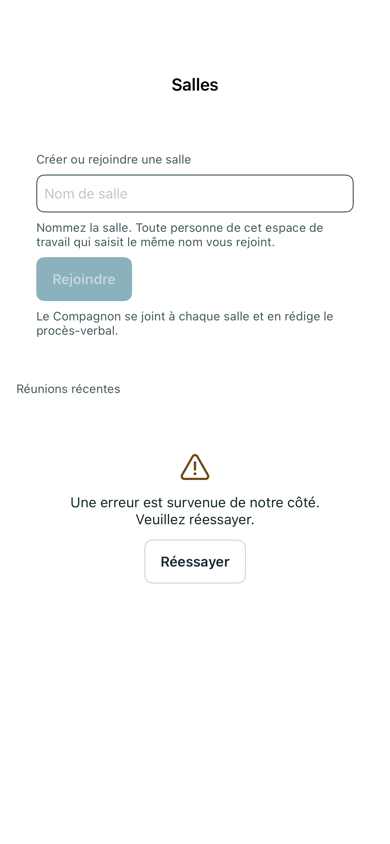 Salles
Créer ou rejoindre une salle
Nom de salle
Nommez la salle. Toute personne de cet espace de
travail qui saisit le même nom vous rejoint.
Rejoindre
Le Compagnon se joint à chaque salle et en rédige le
procès-verbal.
Réunions récentes
Une erreur est survenue de notre côté.
Veuillez réessayer.
Réessayer